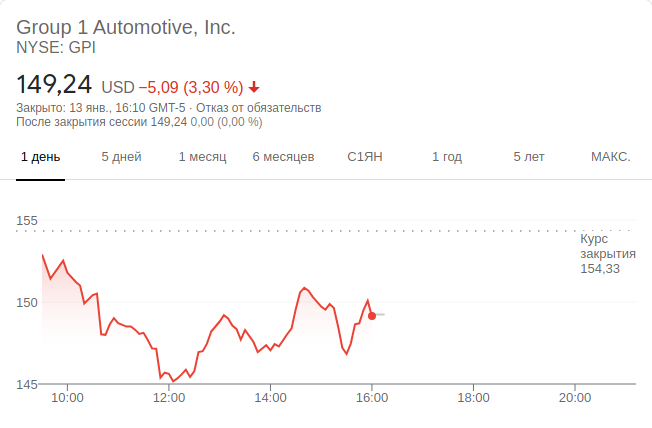 Group 1 Automotive, Inc.
NYSE: GPI
149,24 USD −5,09 (3,30 %)
Закрыто: 13 янв., 16:10 GMT-5 · Отказ от обязательств
После закрытия сессии 149,24 0,00 (0,00 %)
1 день 5 дней 1 месяц 6 месяцев С1ЯН 1 год 5 лет МАКС.
155
Курс
закрытия
154,33
150
145
10:00 12:00 14:00 16:00 18:00 20:00